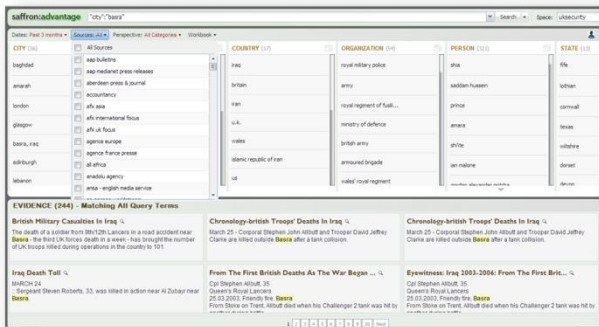 saffron:advantage "city":"basra" Search Space: uksecurity
Dates: Past 3 months Sources: All Perspective: All Categories Workbook
CITY (56) All Sources COUNTRY (17) ORGANIZATION (94) PERSON STATE
baghdad
amarah
london
glasgow
basra, iraq
edinburgh
lebanon
aap bulletins
aap medianet press releases
aberdeen press & journal
accountancy
afx asia
afx international focus
afx uk focus
agence europe
agence france presse
all africa
anadolu agency
ansa - english media service
iraq
britain
iran
u.k.
wales
islamic republic of iran
us
royal military police
army
royal regiment of fusili...
ministry of defence
british army
armoured brigade
wales' royal regiment
shia
saddam hussein
prince
amara
shiite
ian malone
fife
lothian
cornwall
texas
wiltshire
dorset
devon
EVIDENCE (244) - Matching All Query Terms
British Military Casualties In Iraq
The death of a soldier from 9th/12th Lancers in a road accident near
Basra - the third UK forces death in a week - has brought the number
of UK troops killed during operations in the country to 101.
Chronology-british Troops' Deaths In Iraq
March 25 - Corporal Stephen John Allbutt and Trooper David Jeffrey
Clarke are killed outside Basra after a tank collision.
Chronology-british Troops' Deaths In Iraq
March 25 - Corporal Stephen John Allbutt and Trooper David Jeffrey
Clarke are killed outside Basra after a tank collision.
Iraq Death Toll
MARCH 24
: Sergeant Steven Roberts, 33, was killed in action near Al Zubayr near
Basra.
From The First British Deaths As The War Began ...
Cpl Stephen Allbutt, 35
Queen's Royal Lancers
25.03.2003, Friendly fire, Basra
From Stoke on Trent, Allbutt died when his Challenger 2 tank was hit by
Eyewitness: Iraq 2003-2006: From The First Brit...
Cpl Stephen Allbutt, 35
Queen's Royal Lancers
25.03.2003, Friendly fire, Basra
From Stoke on Trent, Allbutt died when his Challenger 2 tank was hit by
1 2 3 4 5 6 7 8 9 10 Next